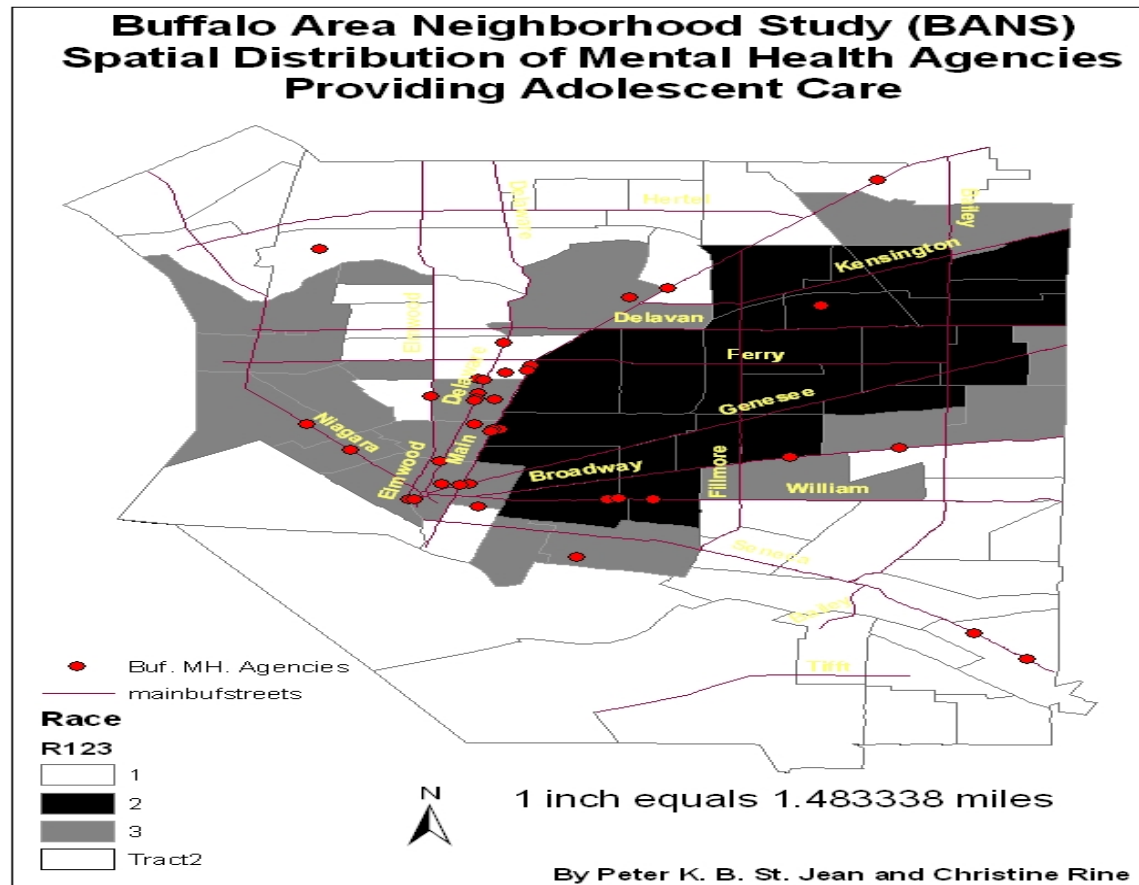 Buffalo Area Neighborhood Study (BANS)
Spatial Distribution of Mental Health Agencies
Providing Adolescent Care
Delaware
Hertel
Bailey
Kensington
Elmwood
Delavan
Delaware
Ferry
Genesee
Niagara
Main
Elmwood
Broadway
Fillmore
William
Seneca
Bailey
Tifft
Buf. MH. Agencies
mainbufstreets
Race
R123
1
2
3
Tract2
N
1 inch equals 1.483338 miles
By Peter K. B. St. Jean and Christine Rine